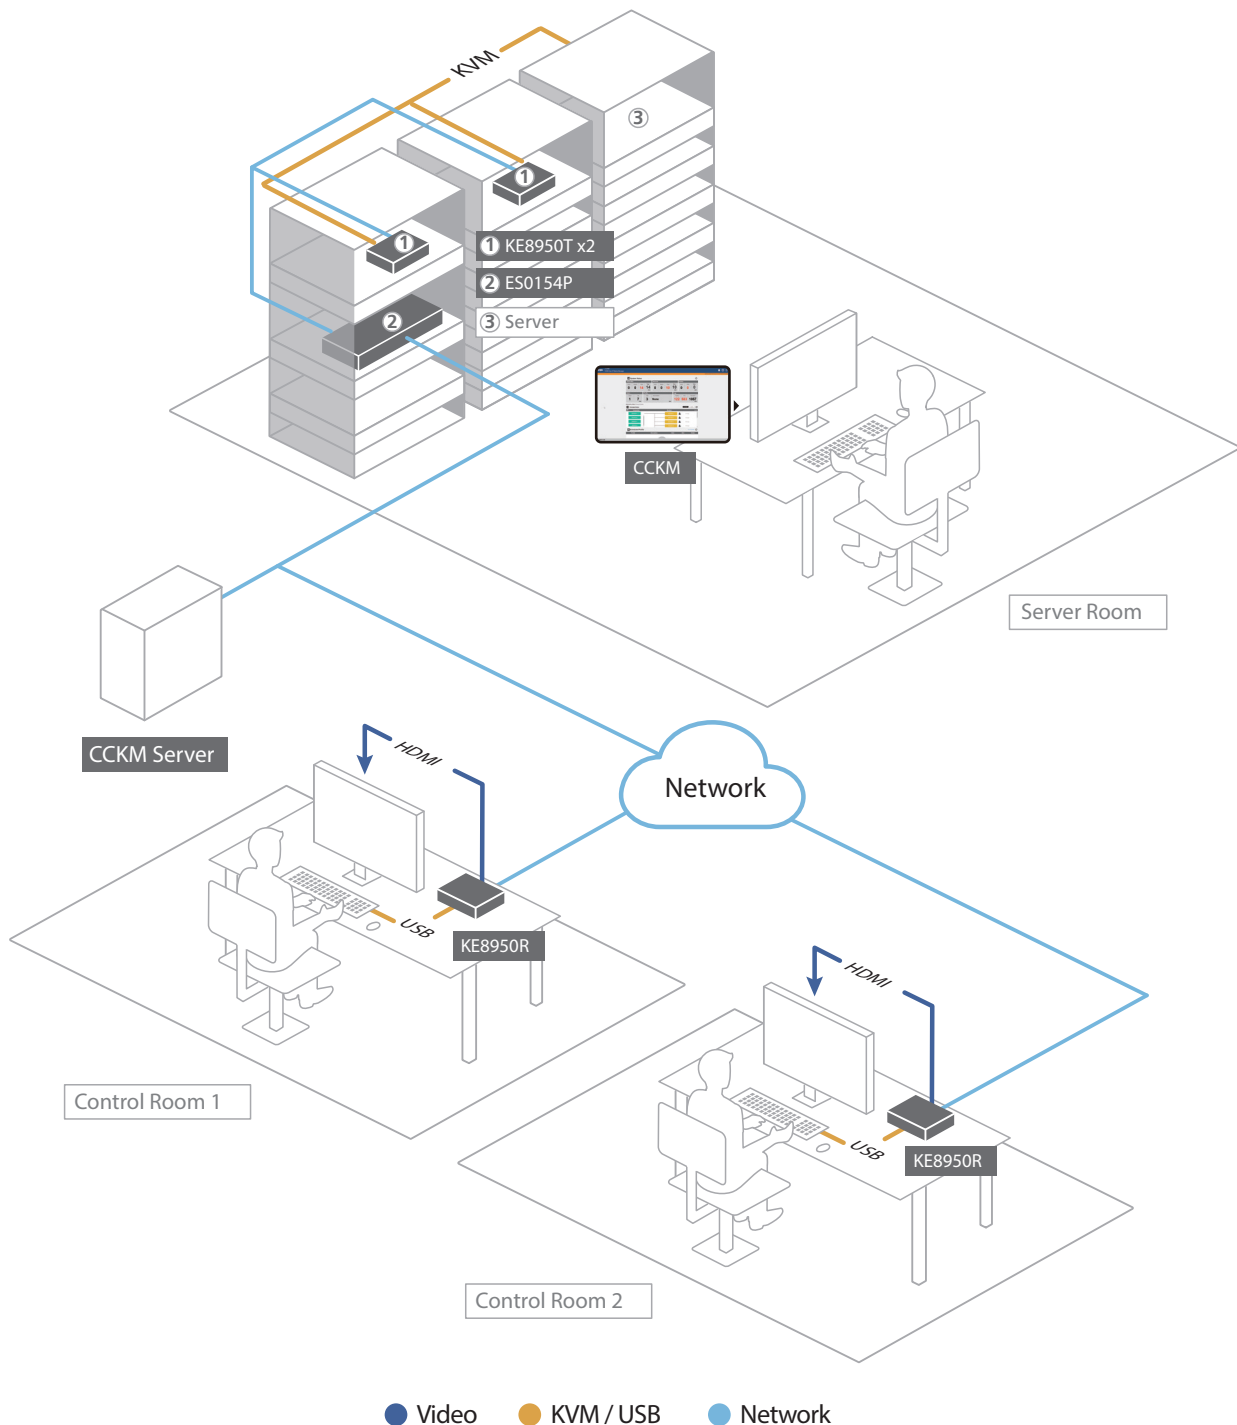 KVM
③
①
①
① KE8950T x2
② ES0154P
③ Server
②
CCKM
Server Room
CCKM Server
HDMI
Network
USB
KE8950R
Control Room 1
HDMI
USB
KE8950R
Control Room 2
Video
KVM / USB
Network